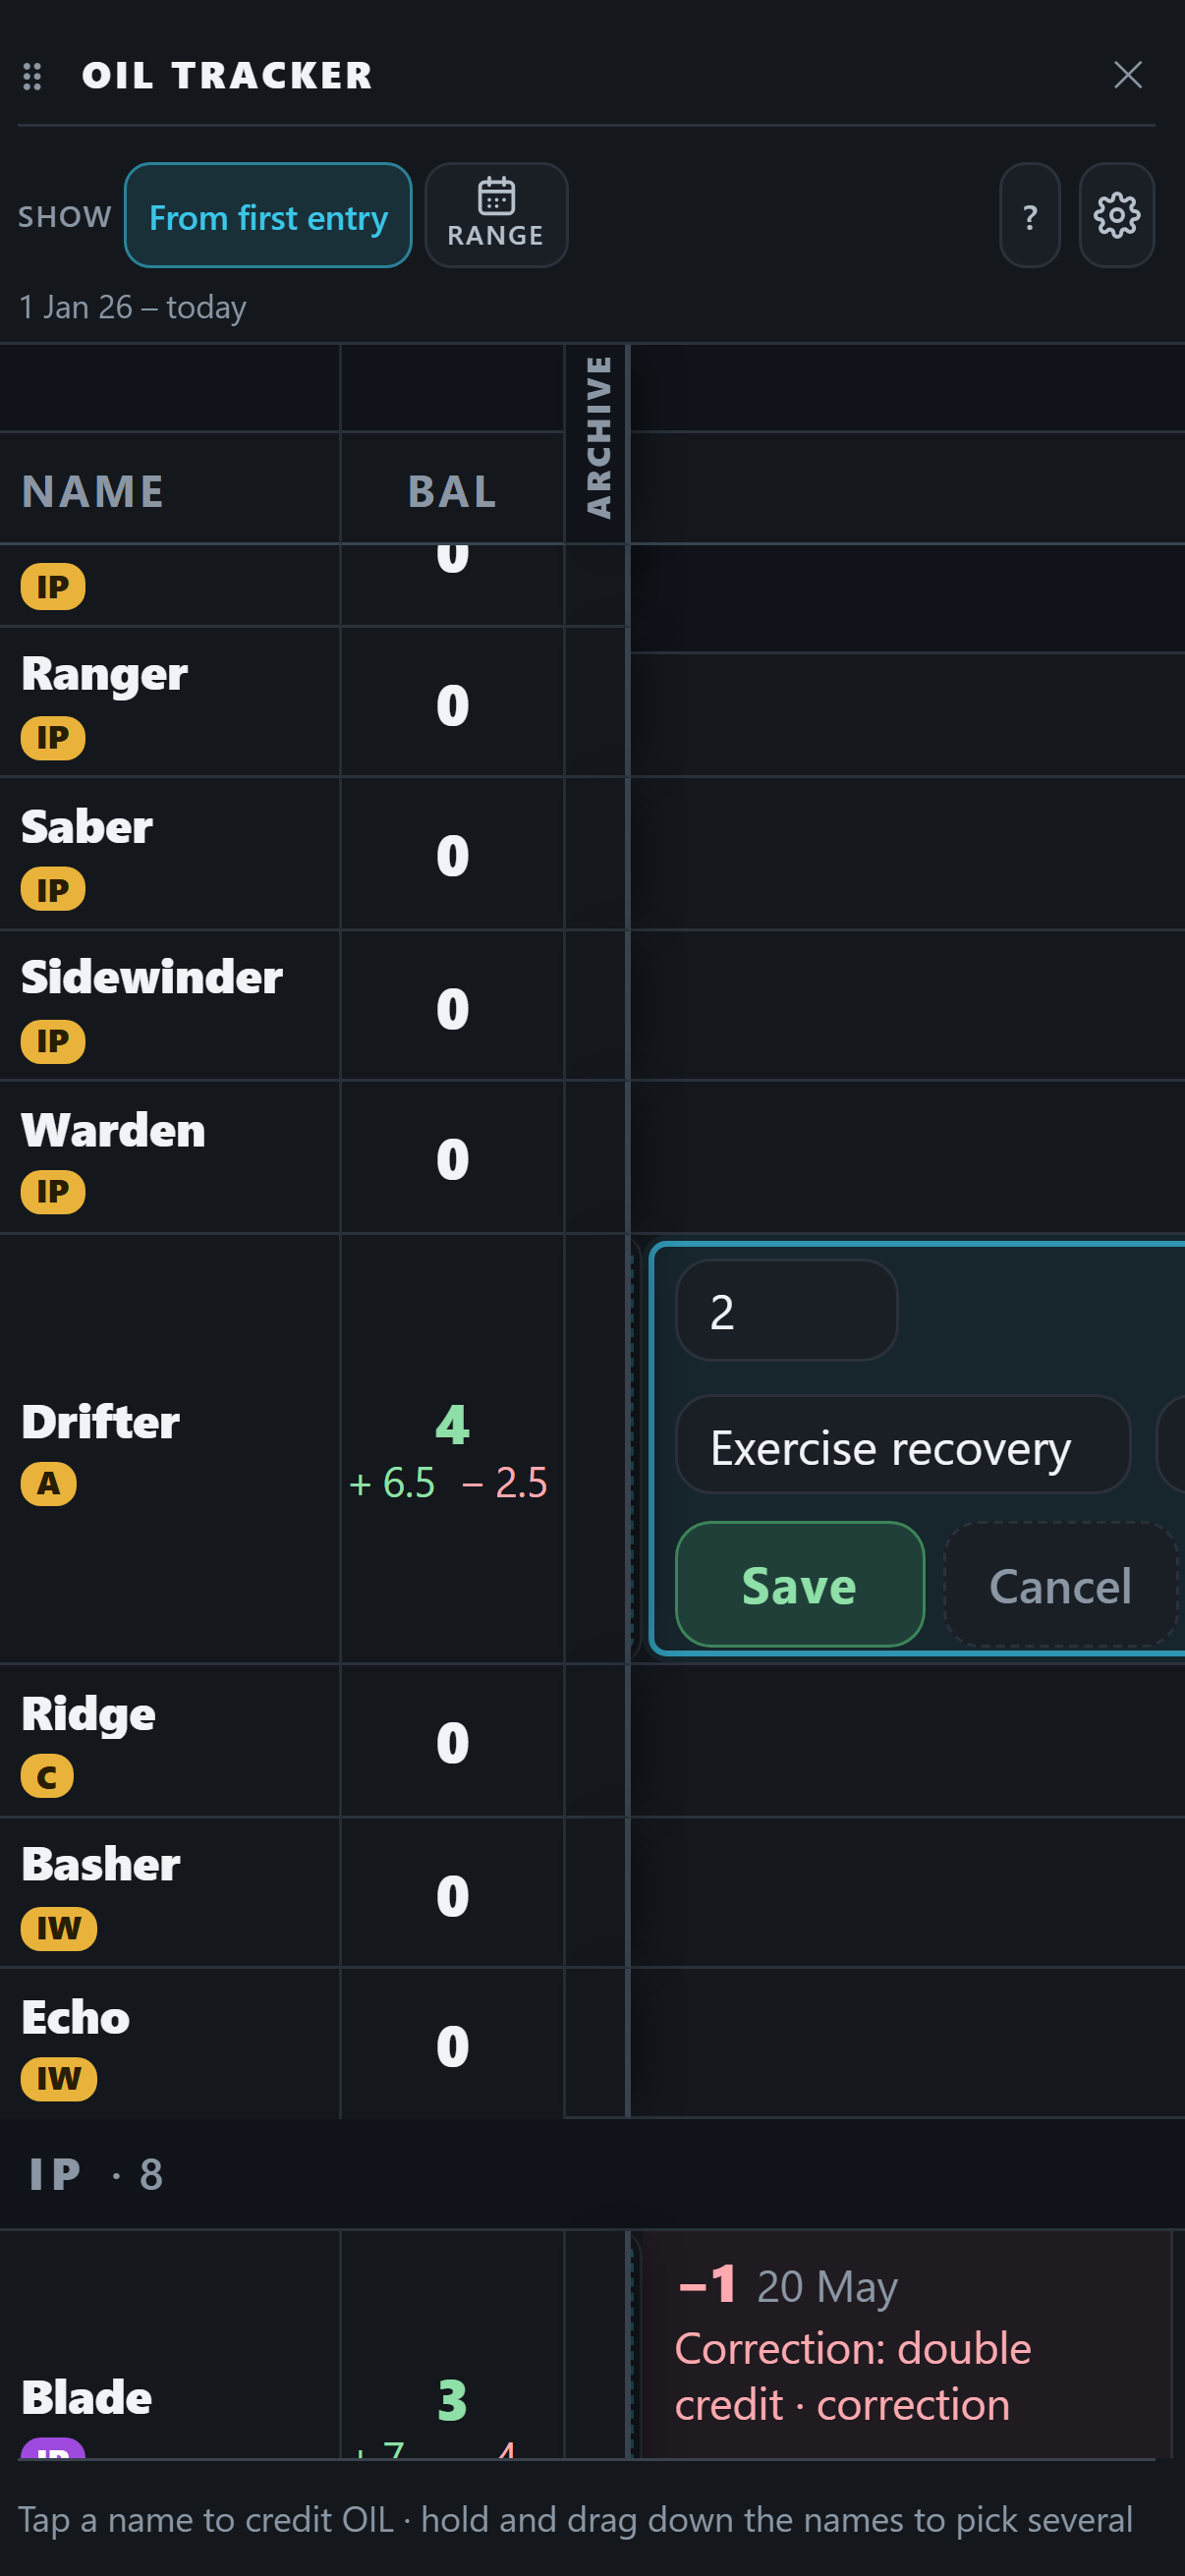 OIL TRACKER
SHOW From first entry RANGE ?
1 Jan 26 – today
ARCHIVE
NAME BAL
0
IP
Ranger
0
IP
Saber
0
IP
Sidewinder
0
IP
Warden
0
IP
2
Drifter
4
Exercise recovery
A
+ 6.5 – 2.5
Save Cancel
Ridge
0
C
Basher
0
IW
Echo
0
IW
IP · 8
–1 20 May
Correction: double
credit · correction
Blade
3
Tap a name to credit OIL · hold and drag down the names to pick several